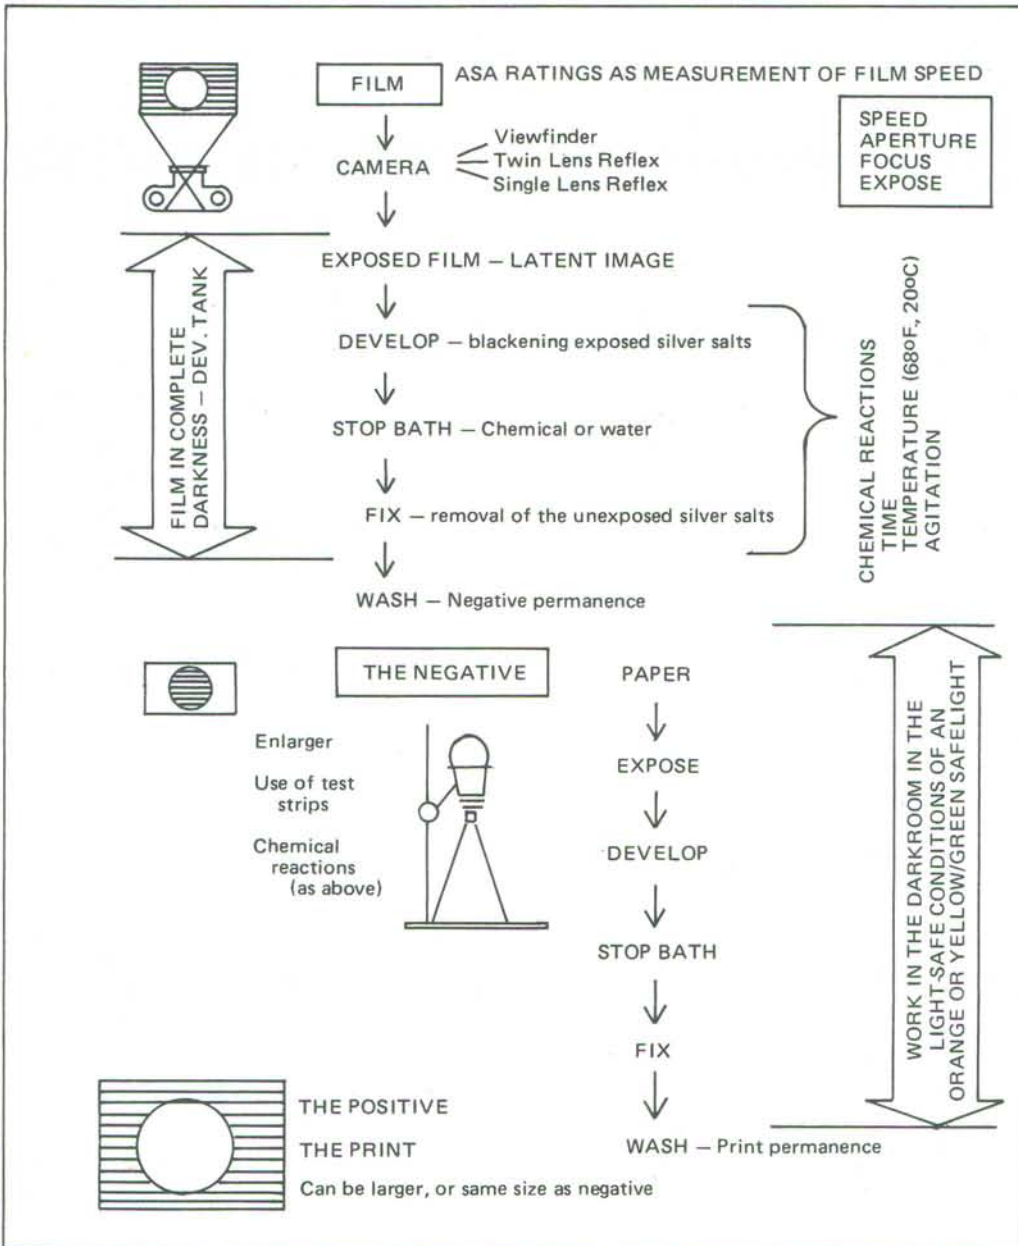 FILM
ASA RATINGS AS MEASUREMENT OF FILM SPEED
SPEED
APERTURE
FOCUS
EXPOSE
CAMERA
Viewfinder
Twin Lens Reflex
Single Lens Reflex
EXPOSED FILM — LATENT IMAGE
FILM IN COMPLETE
DARKNESS — DEV. TANK
DEVELOP — blackening exposed silver salts
STOP BATH — Chemical or water
FIX — removal of the unexposed silver salts
CHEMICAL REACTIONS
TIME
TEMPERATURE (68ºF., 20ºC)
AGITATION
WASH — Negative permanence
THE NEGATIVE
Enlarger
Use of test
strips
Chemical
reactions
(as above)
PAPER
EXPOSE
DEVELOP
STOP BATH
FIX
WASH — Print permanence
WORK IN THE DARKROOM IN THE
LIGHT-SAFE CONDITIONS OF AN
ORANGE OR YELLOW/GREEN SAFELIGHT
THE POSITIVE
THE PRINT
Can be larger, or same size as negative